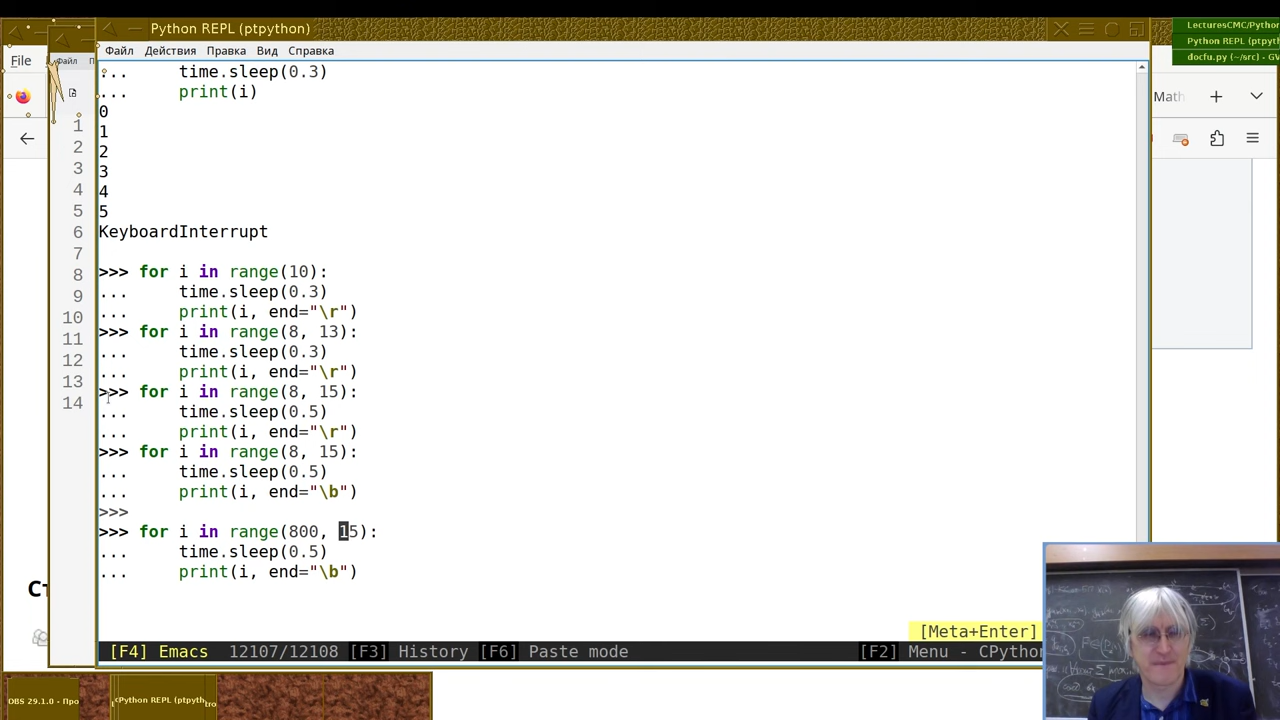 LecturesCMC/Python
Python REPL (ptpython)
Python REPL (ptpy
docfu.py (~/src) - GV
Файл Действия Правка Вид Справка
File
Файл
Math
... time.sleep(0.3)
... print(i)
0
1
2
3
4
5
KeyboardInterrupt
>>> for i in range(10):
... time.sleep(0.3)
... print(i, end="\r")
>>> for i in range(8, 13):
... time.sleep(0.3)
... print(i, end="\r")
>>> for i in range(8, 15):
... time.sleep(0.5)
... print(i, end="\r")
>>> for i in range(8, 15):
... time.sleep(0.5)
... print(i, end="\b")
>>>
>>> for i in range(800, 15):
... time.sleep(0.5)
... print(i, end="\b")
1
2
3
4
5
6
7
8
9
10
11
12
13
14
Ст
[Meta+Enter]
[F4] Emacs 12107/12108 [F3] History [F6] Paste mode [F2] Menu - CPython
OBS 29.1.0 - Про
Python REPL (ptpyth